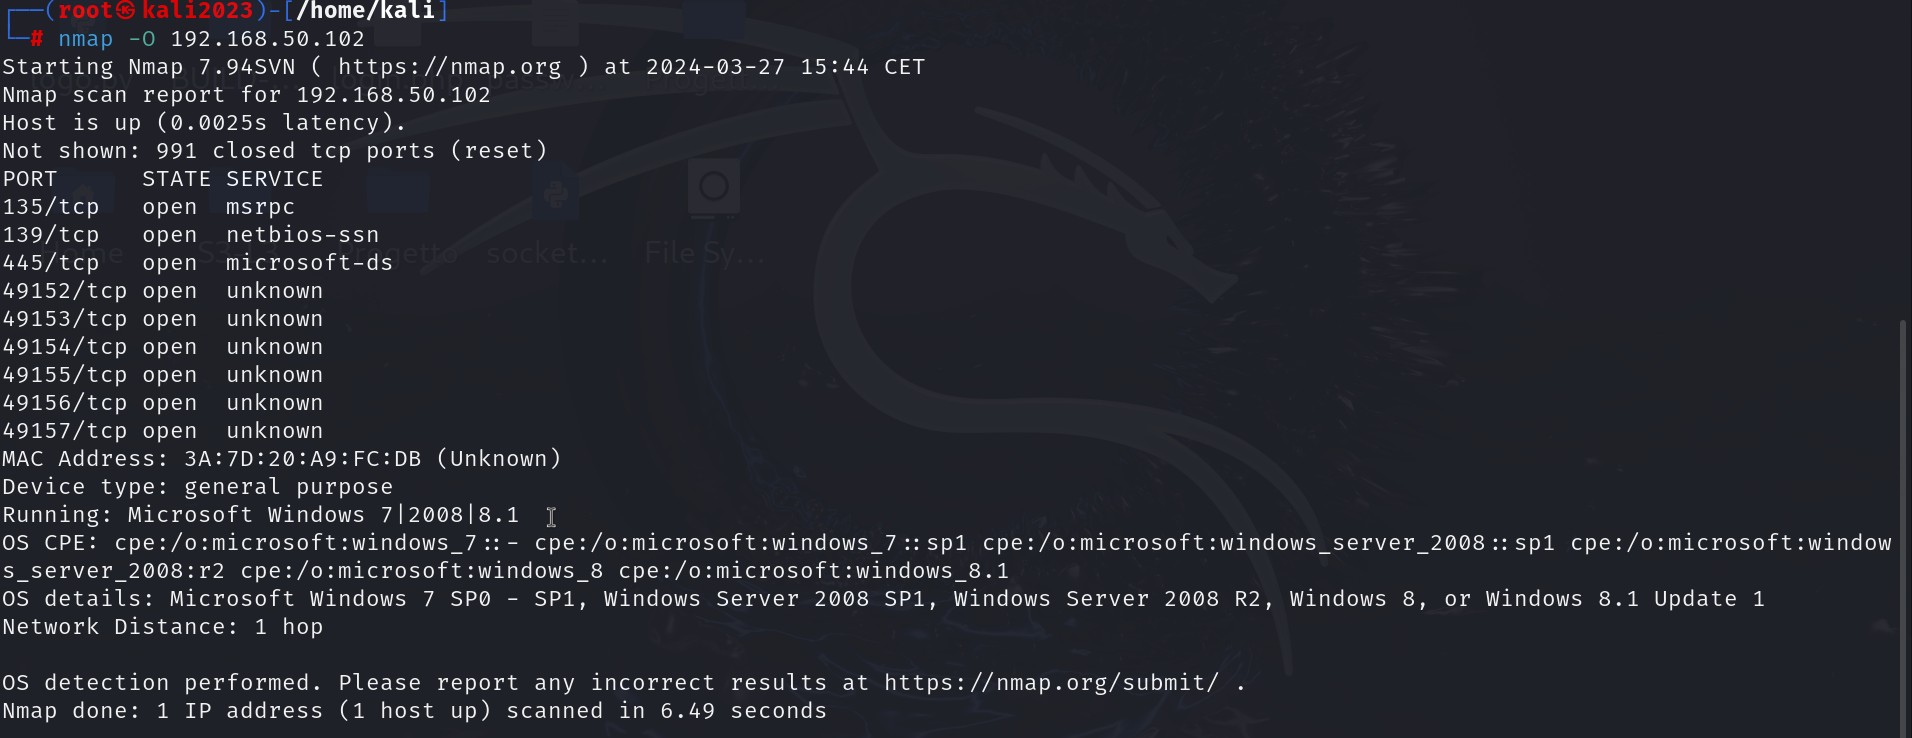 ┌──(root㉿kali2023)-[/home/kali]
└─# nmap -O 192.168.50.102
Starting Nmap 7.94SVN ( https://nmap.org ) at 2024-03-27 15:44 CET
Nmap scan report for 192.168.50.102
Host is up (0.0025s latency).
Not shown: 991 closed tcp ports (reset)
PORT      STATE SERVICE
135/tcp   open  msrpc
139/tcp   open  netbios-ssn
445/tcp   open  microsoft-ds
49152/tcp open  unknown
49153/tcp open  unknown
49154/tcp open  unknown
49155/tcp open  unknown
49156/tcp open  unknown
49157/tcp open  unknown
MAC Address: 3A:7D:20:A9:FC:DB (Unknown)
Device type: general purpose
Running: Microsoft Windows 7|2008|8.1
OS CPE: cpe:/o:microsoft:windows_7::- cpe:/o:microsoft:windows_7::sp1 cpe:/o:microsoft:windows_server_2008::sp1 cpe:/o:microsoft:window
s_server_2008:r2 cpe:/o:microsoft:windows_8 cpe:/o:microsoft:windows_8.1
OS details: Microsoft Windows 7 SP0 - SP1, Windows Server 2008 SP1, Windows Server 2008 R2, Windows 8, or Windows 8.1 Update 1
Network Distance: 1 hop
OS detection performed. Please report any incorrect results at https://nmap.org/submit/ .
Nmap done: 1 IP address (1 host up) scanned in 6.49 seconds
Home
Progetto
socket...
File Sy...